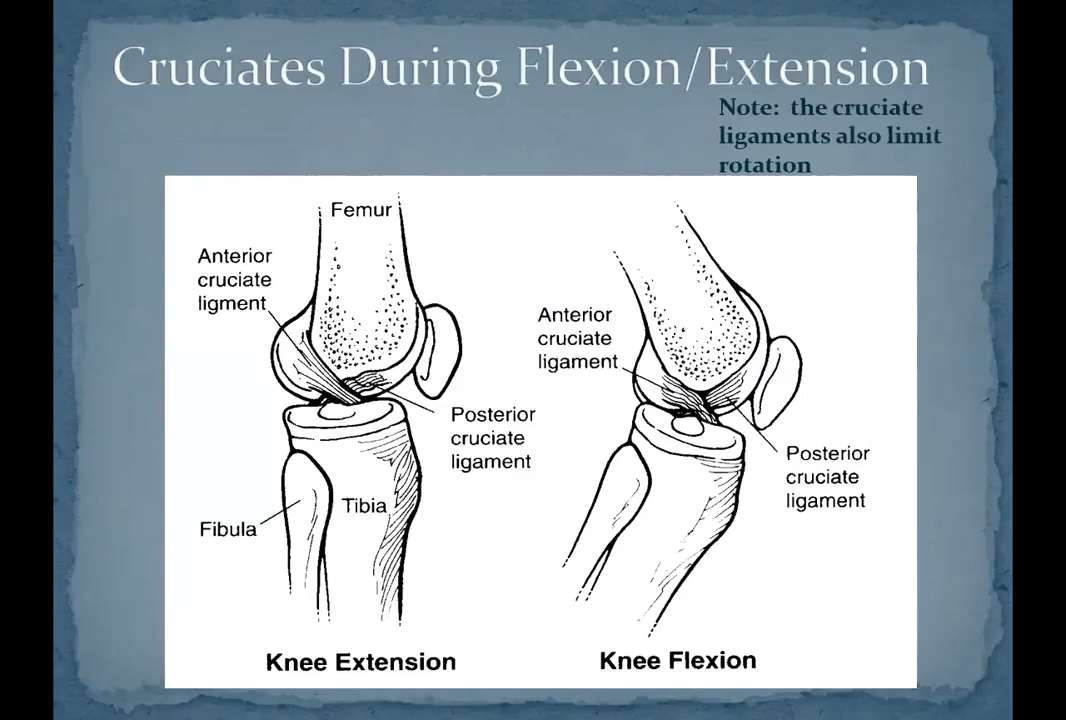 Cruciates During Flexion/Extension
Note: the cruciate
ligaments also limit
rotation
Femur
Anterior
cruciate
ligment
Posterior
cruciate
ligament
Tibia
Fibula
Knee Extension
Anterior
cruciate
ligament
Posterior
cruciate
ligament
Knee Flexion